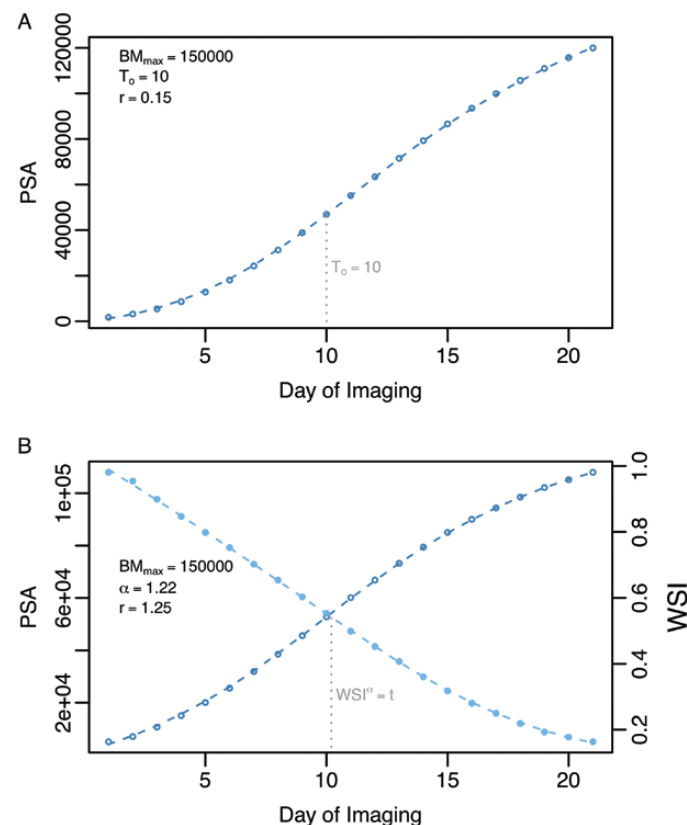 A
BMmax = 150000
To = 10
r = 0.15
120000
80000
40000
0
PSA
To = 10
5
10
15
20
Day of Imaging
B
BMmax = 150000
α = 1.22
r = 1.25
1e+05
6e+04
2e+04
PSA
WSIα = t
1.0
0.8
0.6
0.4
0.2
WSI
5
10
15
20
Day of Imaging